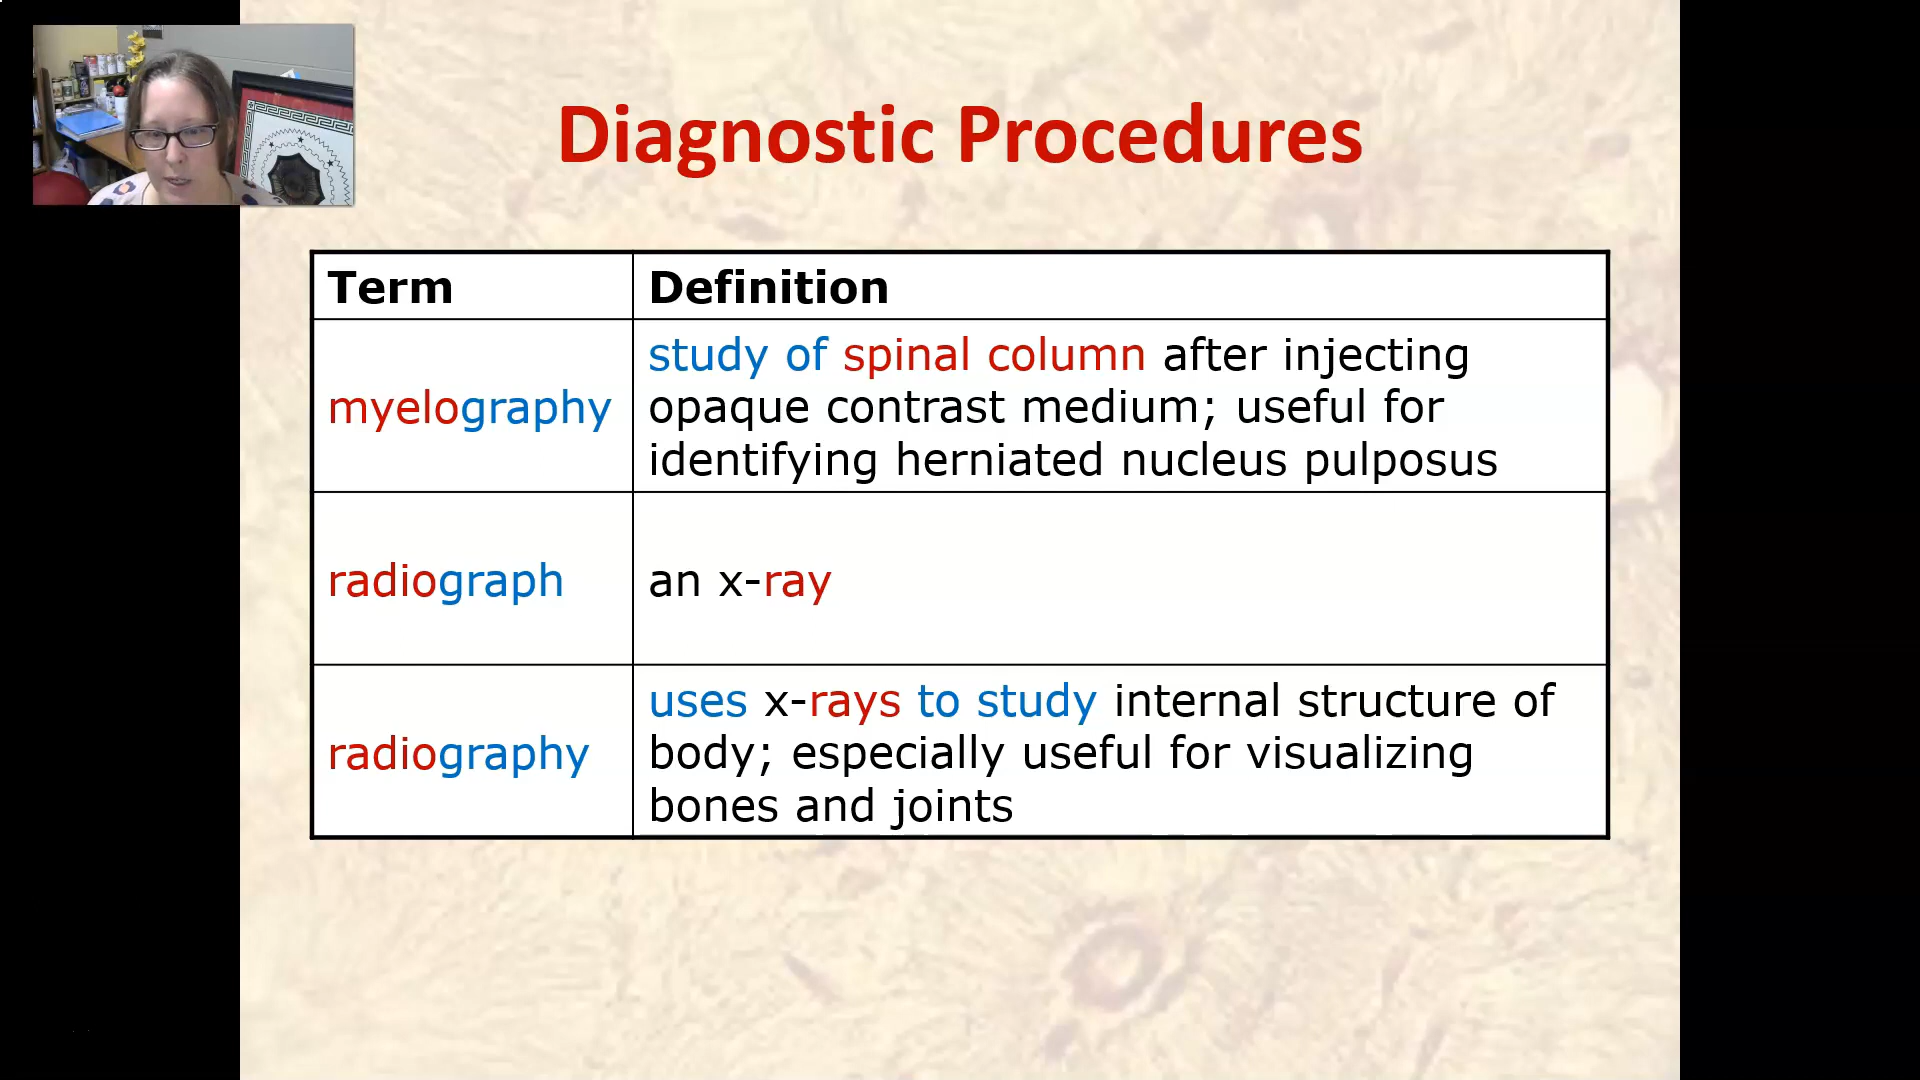 Diagnostic Procedures
Term
Definition
myelography
study of spinal column after injecting
opaque contrast medium; useful for
identifying herniated nucleus pulposus
radiograph
an x-ray
radiography
uses x-rays to study internal structure of
body; especially useful for visualizing
bones and joints